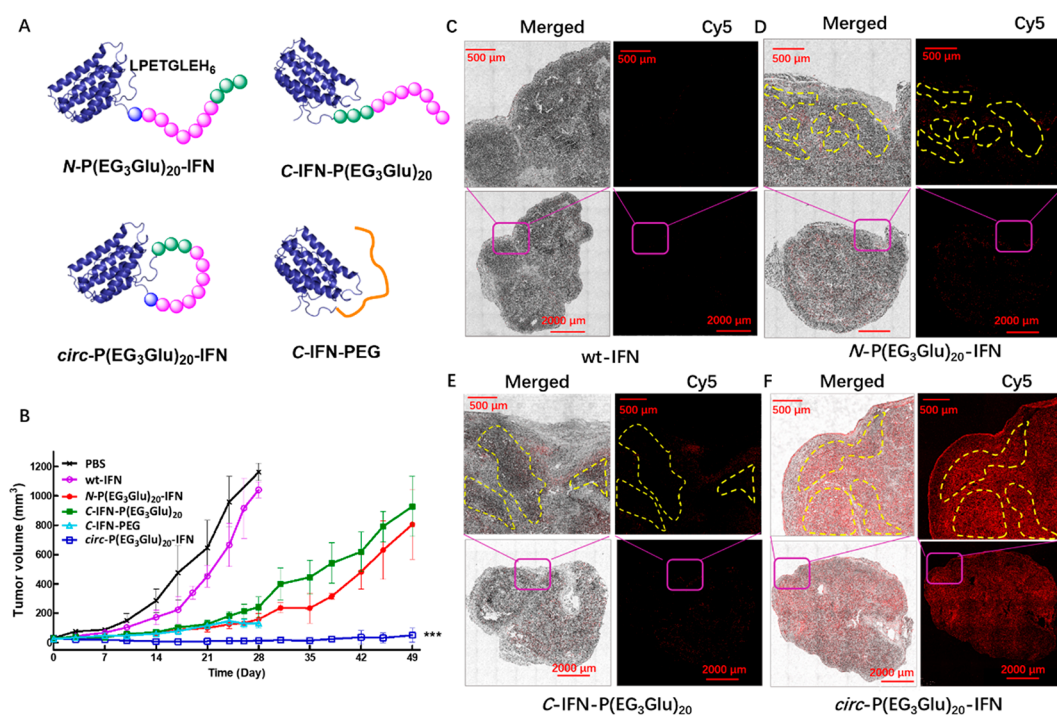 A
LPETGLEH6
N-P(EG3Glu)20-IFN
C-IFN-P(EG3Glu)20
circ-P(EG3Glu)20-IFN
C-IFN-PEG
B
PBS
wt-IFN
N-P(EG3Glu)20-IFN
C-IFN-P(EG3Glu)20
C-IFN-PEG
circ-P(EG3Glu)20-IFN
Tumor volume (mm3)
1200
1000
800
600
400
200
0
***
0 7 14 21 28 35 42 49
Time (Day)
C
Merged
Cy5
500 µm
500 µm
2000 µm
2000 µm
wt-IFN
D
Merged
Cy5
500 µm
500 µm
2000 µm
N-P(EG3Glu)20-IFN
E
Merged
Cy5
500 µm
500 µm
2000 µm
2000 µm
C-IFN-P(EG3Glu)20
F
Merged
Cy5
500 µm
500 µm
2000 µm
2000 µm
circ-P(EG3Glu)20-IFN